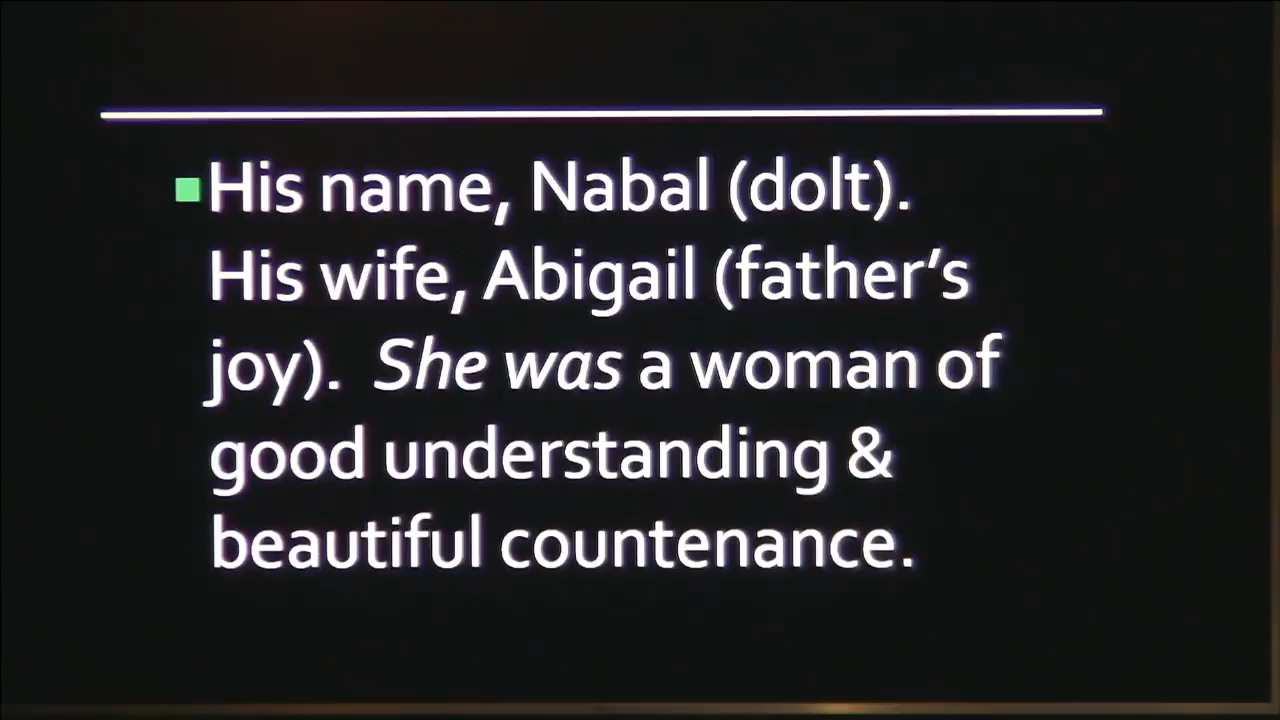 His name, Nabal (dolt).
His wife, Abigail (father's
joy). She was a woman of
good understanding &
beautiful countenance.